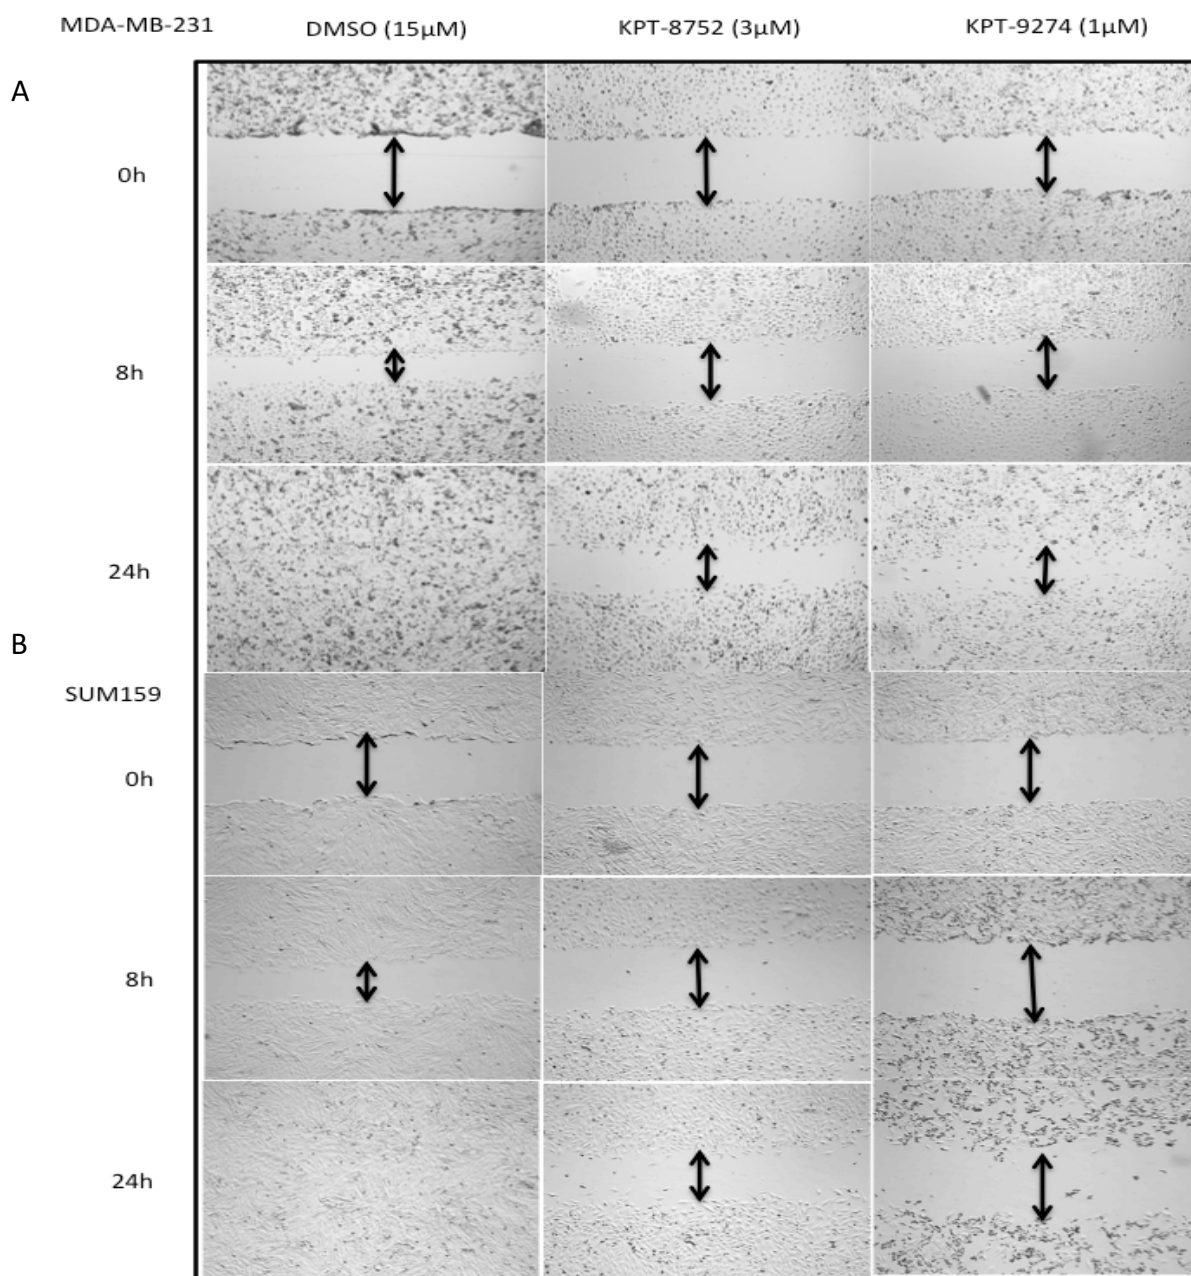 MDA-MB-231 DMSO (15µM) KPT-8752 (3µM) KPT-9274 (1µM)
A
0h
8h
24h
B
SUM159
0h
8h
24h